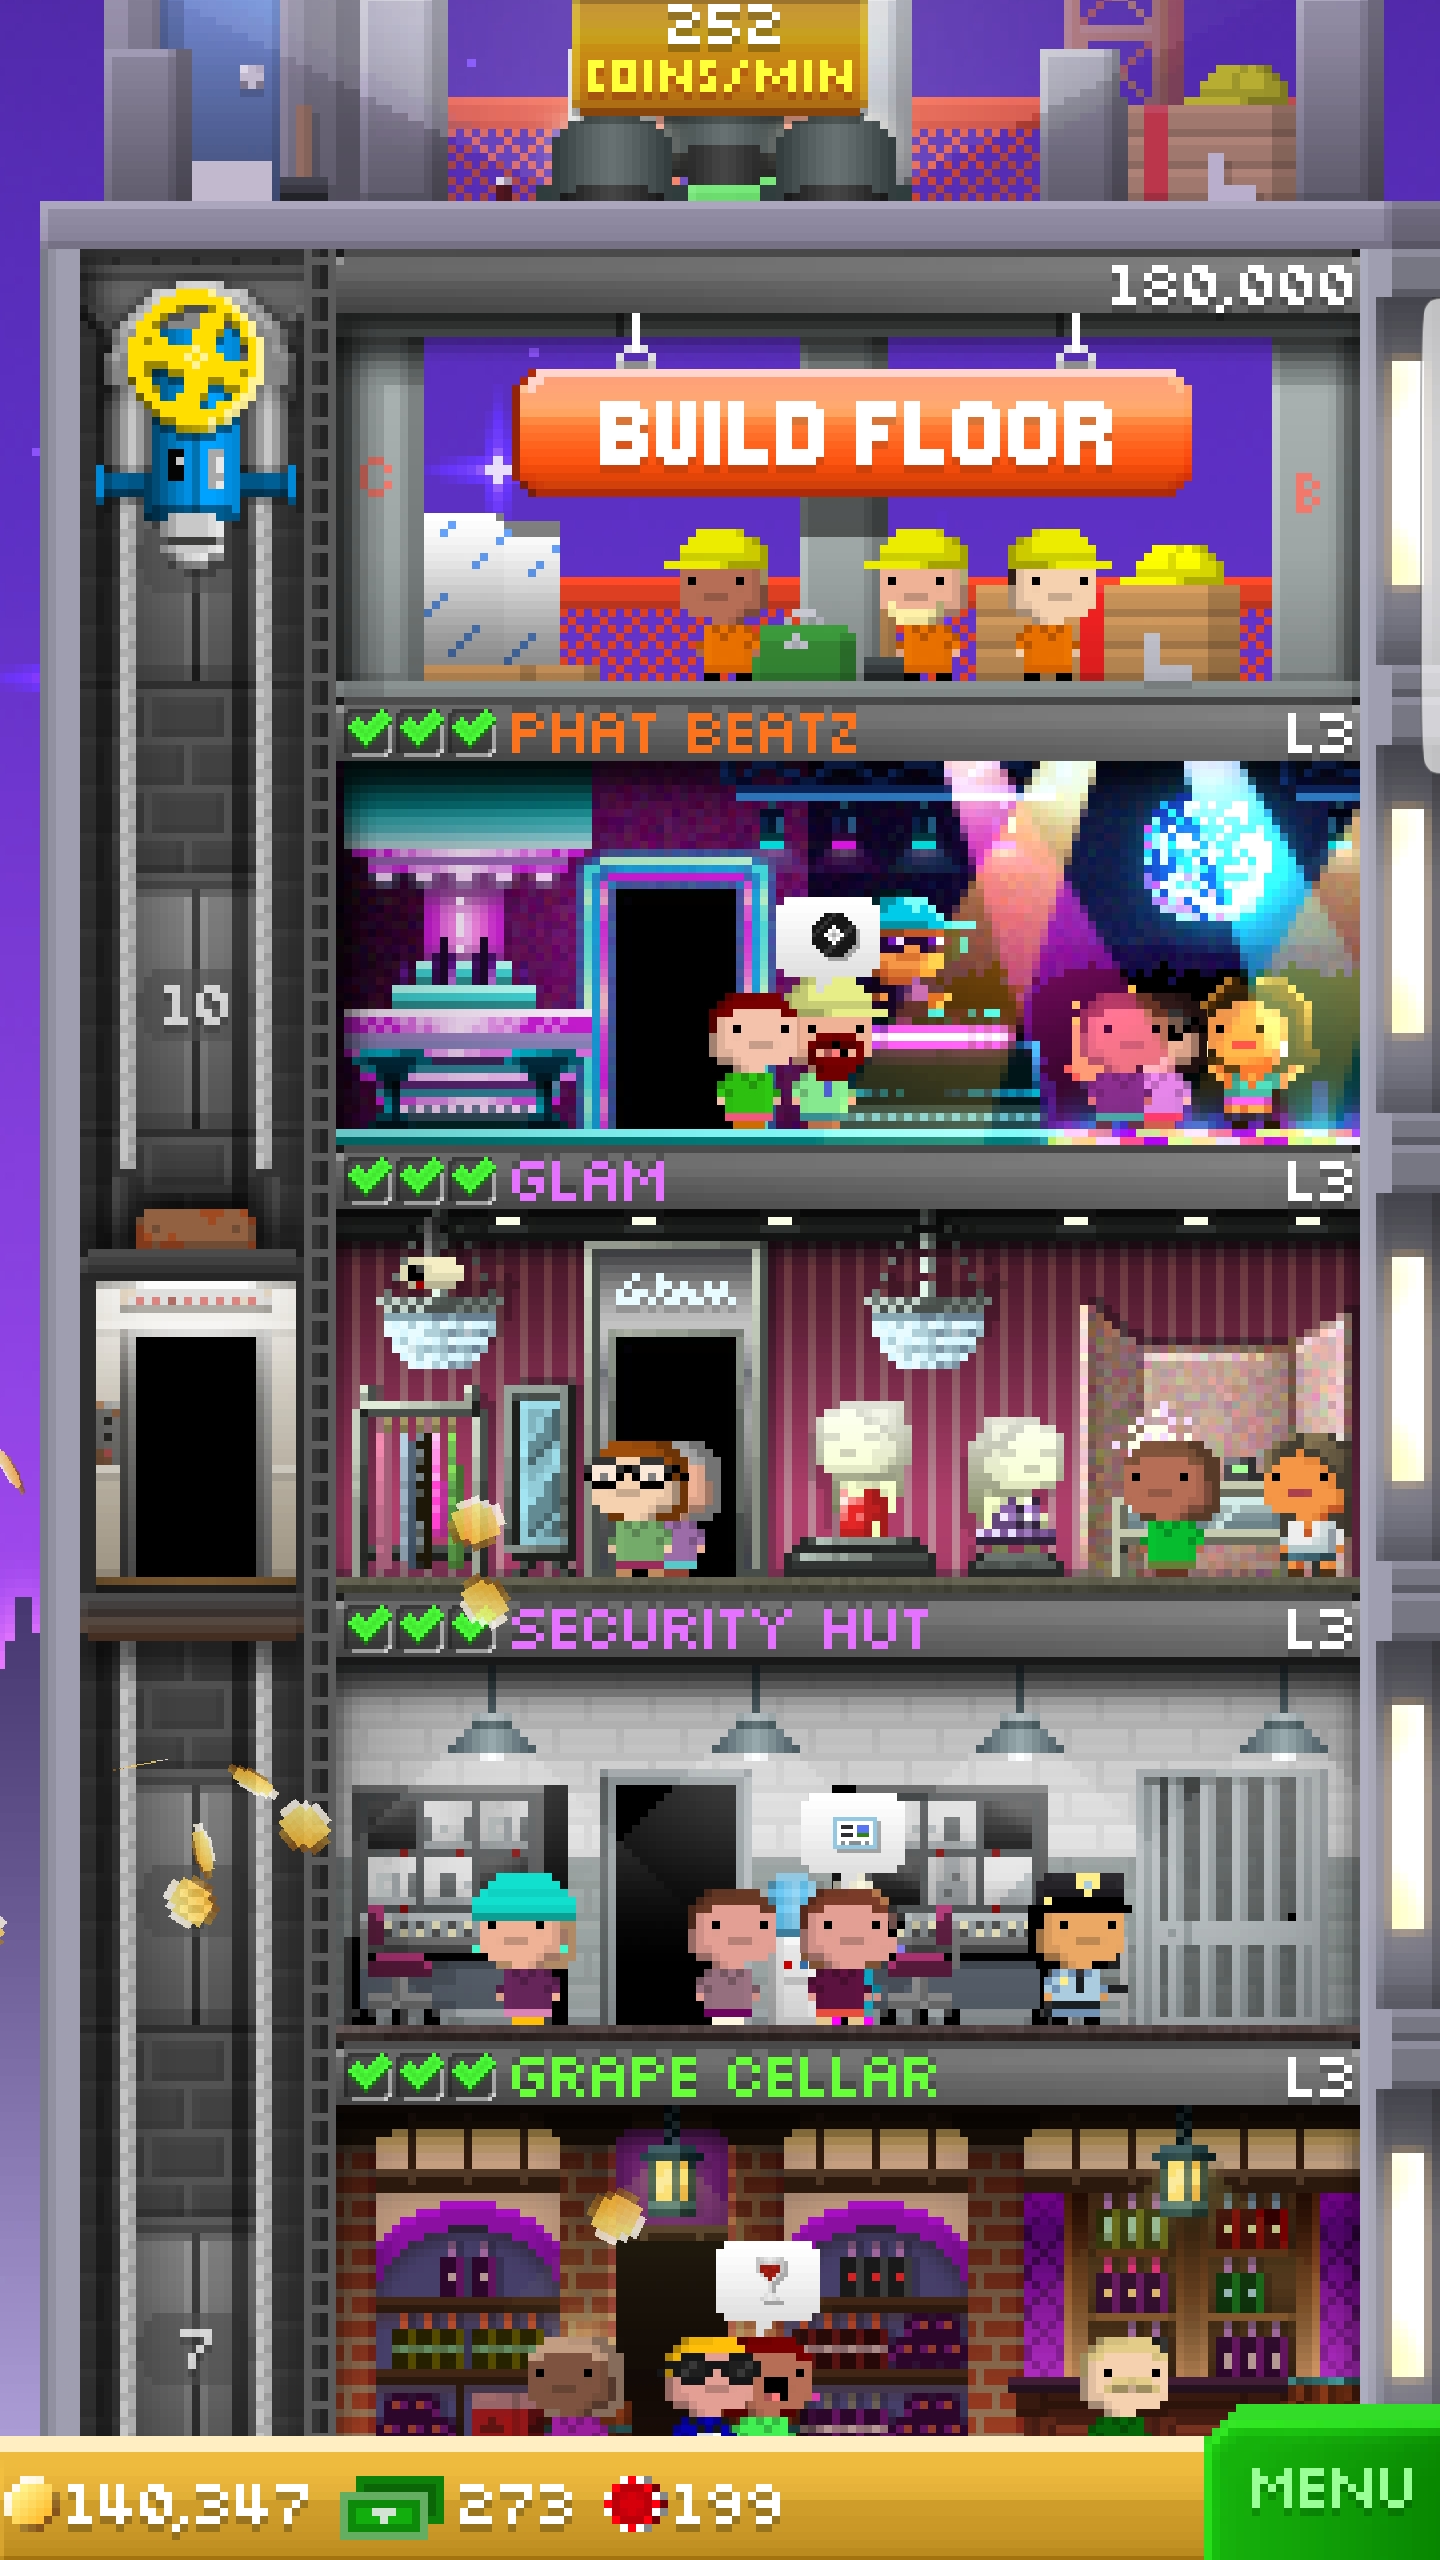 252
COINS/MIN
180,000
BUILD FLOOR
C
B
PHAT BEATZ
L3
10
GLAM
L3
Glam
SECURITY HUT
L3
GRAPE CELLAR
L3
7
140,347
273
199
MENU